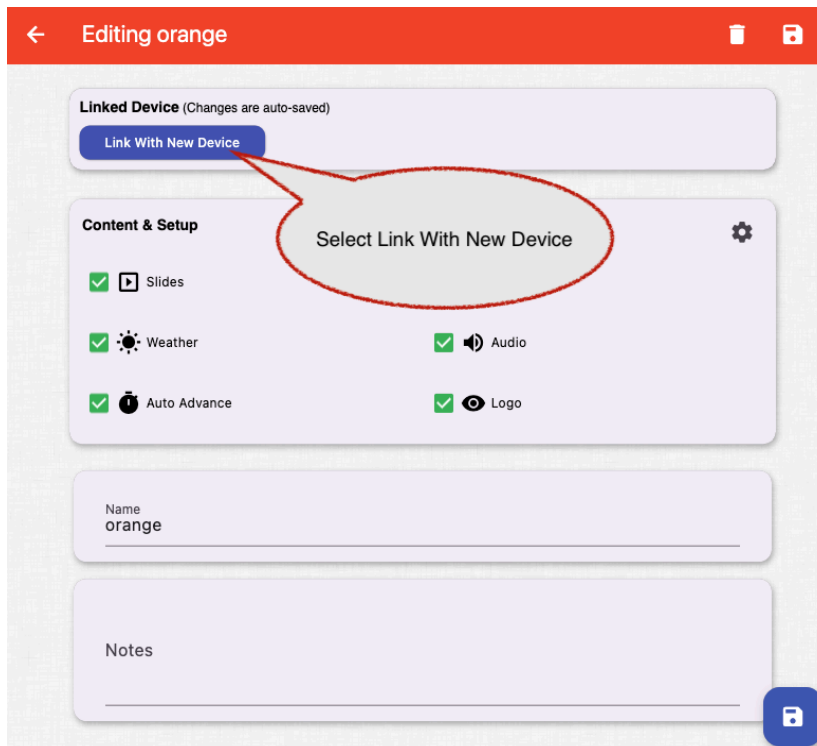 Editing orange
Linked Device (Changes are auto-saved)
Link With New Device
Select Link With New Device
Content & Setup
Slides
Weather
Audio
Auto Advance
Logo
Name
orange
Notes